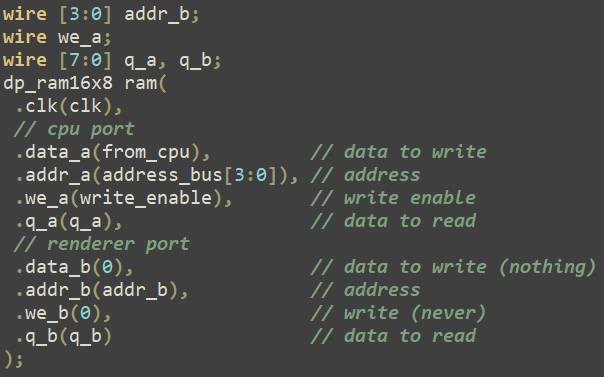 wire [3:0] addr_b;
wire we_a;
wire [7:0] q_a, q_b;
dp_ram16x8 ram(
 .clk(clk),
 // cpu port
 .data_a(from_cpu),         // data to write
 .addr_a(address_bus[3:0]), // address
 .we_a(write_enable),       // write enable
 .q_a(q_a),                 // data to read
 // renderer port
 .data_b(0),                // data to write (nothing)
 .addr_b(addr_b),           // address
 .we_b(0),                  // write (never)
 .q_b(q_b)                  // data to read
);